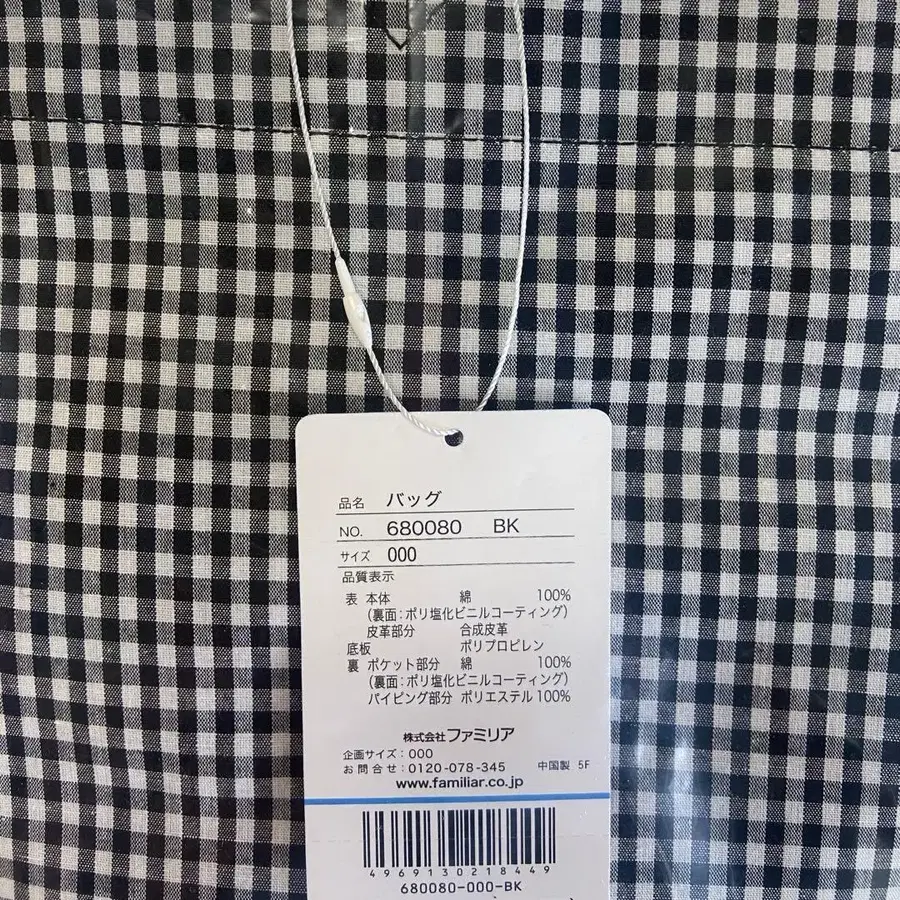 品名 バッグ
NO. 680080 BK
サイズ 000
品質表示
表 本体 綿 100%
(裏面:ポリ塩化ビニルコーティング)
皮革部分 合成皮革
底板 ポリプロピレン
裏 ポケット部分 綿 100%
(裏面:ポリ塩化ビニルコーティング)
パイピング部分 ポリエステル 100%
株式会社ファミリア
企画サイズ:000
お問合せ:0120-078-345 中国製 5F
www.familiar.co.jp
4969130218449
680080-000-BK